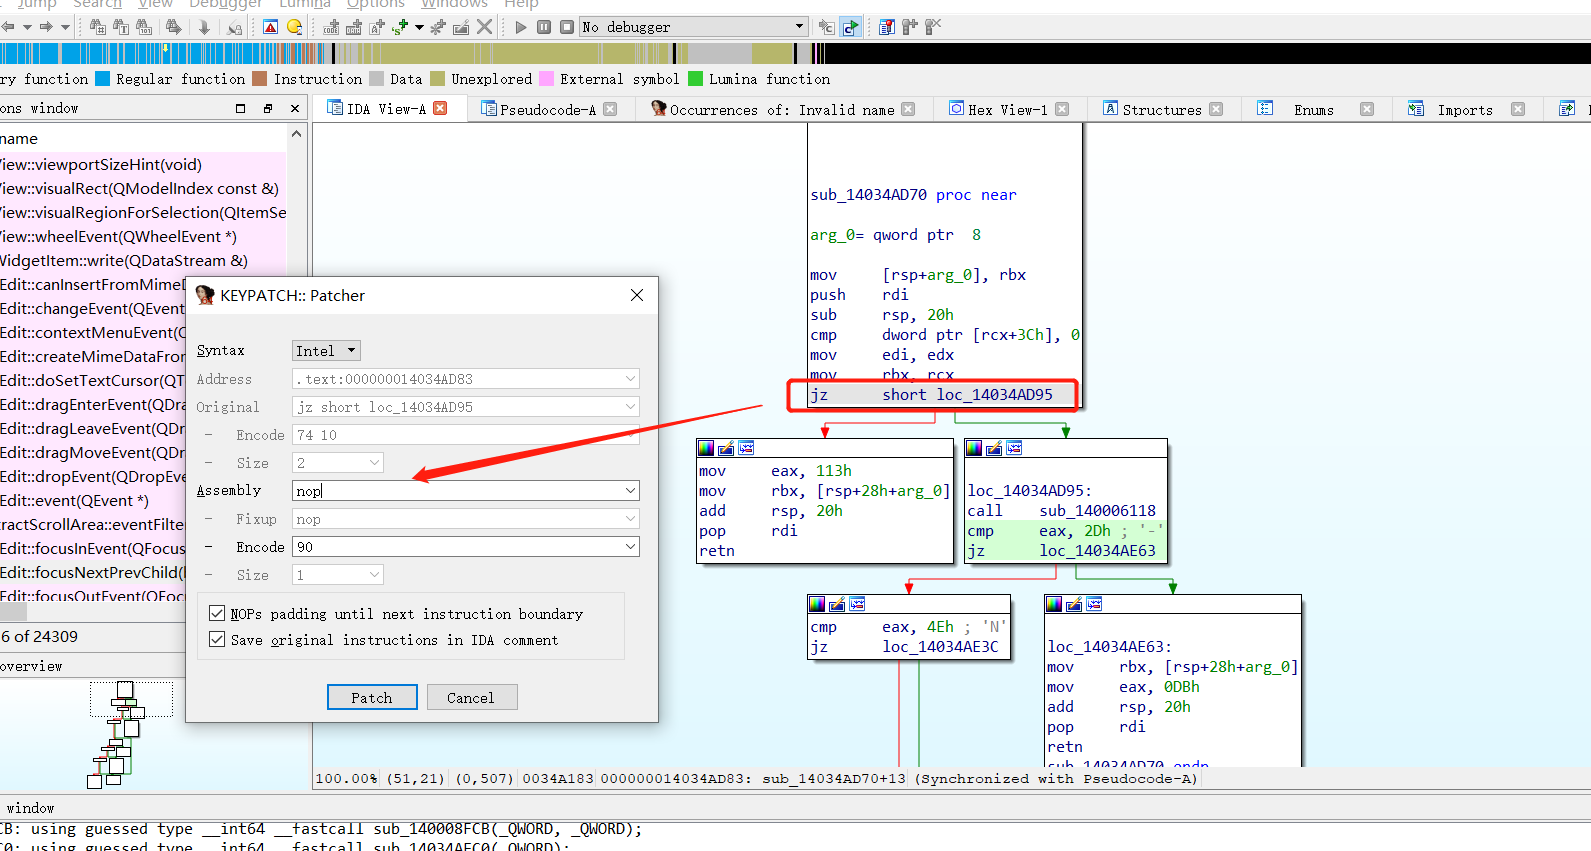 Jump Search View Debugger Lumina Options Windows Help
No debugger
ry function Regular function Instruction Data Unexplored External symbol Lumina function
ons window
IDA View-A Pseudocode-A Occurrences of: Invalid name Hex View-1 Structures Enums Imports
name
iew::viewportSizeHint(void)
iew::visualRect(QModelIndex const &)
iew::visualRegionForSelection(QItemSe
iew::wheelEvent(QWheelEvent *)
VidgetItem::write(QDataStream &)
Edit::canInsertFromMimeD
Edit::changeEvent(QEvent
Edit::contextMenuEvent(Q
Edit::createMimeDataFrom
Edit::doSetTextCursor(QT
Edit::dragEnterEvent(QDra
Edit::dragLeaveEvent(QDr
Edit::dragMoveEvent(QDr
Edit::dropEvent(QDropEve
Edit::event(QEvent *)
tractScrollArea::eventFilter
Edit::focusInEvent(QFocus
Edit::focusNextPrevChild(
Edit::focusOutEvent(QFoc
6 of 24309
overview
KEYPATCH:: Patcher
Syntax Intel
Address .text:000000014034AD83
Original jz short loc_14034AD95
- Encode 74 10
- Size 2
Assembly nop
- Fixup nop
- Encode 90
- Size 1
NOPs padding until next instruction boundary
Save original instructions in IDA comment
Patch Cancel
sub_14034AD70 proc near
arg_0= qword ptr 8
mov [rsp+arg_0], rbx
push rdi
sub rsp, 20h
cmp dword ptr [rcx+3Ch], 0
mov edi, edx
mov rbx, rcx
jz short loc_14034AD95
mov eax, 113h
mov rbx, [rsp+28h+arg_0]
add rsp, 20h
pop rdi
retn
loc_14034AD95:
call sub_140006118
cmp eax, 2Dh ; '-'
jz loc_14034AE63
cmp eax, 4Eh ; 'N'
jz loc_14034AE3C
loc_14034AE63:
mov rbx, [rsp+28h+arg_0]
mov eax, 0DBh
add rsp, 20h
pop rdi
retn
sub_14034AD70 endp
100.00% (51,21) (0,507) 0034A183 000000014034AD83: sub_14034AD70+13 (Synchronized with Pseudocode-A)
window
CB: using guessed type __int64 __fastcall sub_140008FCB(_QWORD, _QWORD);
C0: using guessed type __int64 __fastcall sub_14034AEC0(_QWORD);